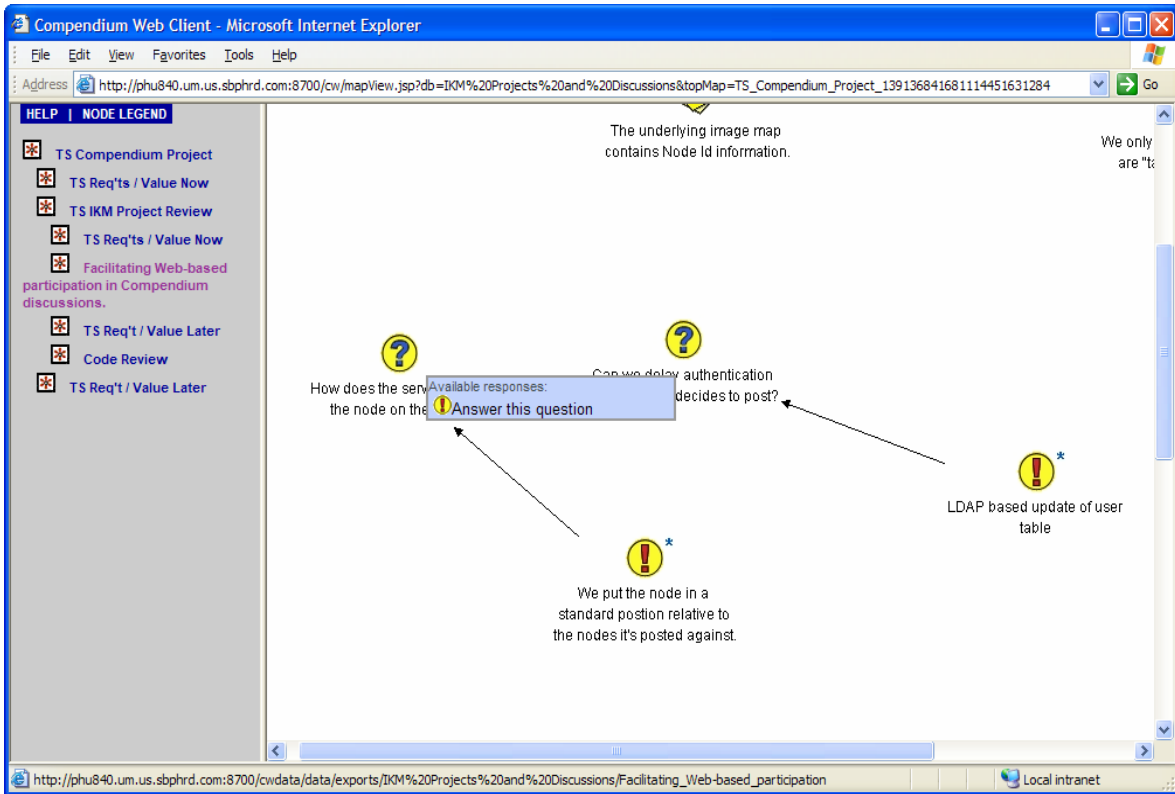 Compendium Web Client - Microsoft Internet Explorer
File Edit View Favorites Tools Help
Address http://phu840.um.us.sbphrd.com:8700/cw/mapView.jsp?db=IKM%20Projects%20and%20Discussions&topMap=TS_Compendium_Project_139136841681114451631284 Go
HELP | NODE LEGEND
TS Compendium Project
TS Req'ts / Value Now
TS IKM Project Review
TS Req'ts / Value Now
Facilitating Web-based
participation in Compendium
discussions.
TS Req't / Value Later
Code Review
TS Req't / Value Later
The underlying image map
contains Node Id information.
We only
are "ta
How does the serv
the node on the
Available responses:
Answer this question
Can we delay authentication
decides to post?
LDAP based update of user
table
We put the node in a
standard postion relative to
the nodes it's posted against.
http://phu840.um.us.sbphrd.com:8700/cwdata/data/exports/IKM%20Projects%20and%20Discussions/Facilitating_Web-based_participation
Local intranet